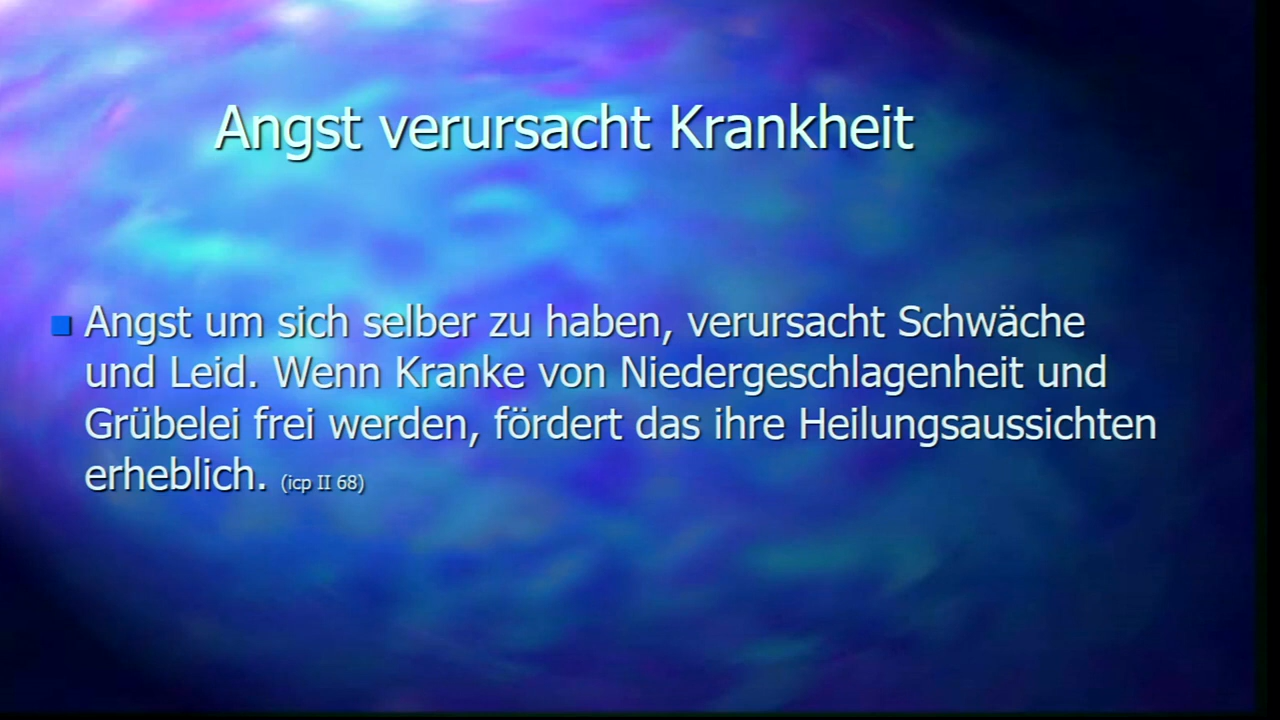 Angst verursacht Krankheit
Angst um sich selber zu haben, verursacht Schwäche
und Leid. Wenn Kranke von Niedergeschlagenheit und
Grübelei frei werden, fördert das ihre Heilungsaussichten
erheblich. (icp II 68)